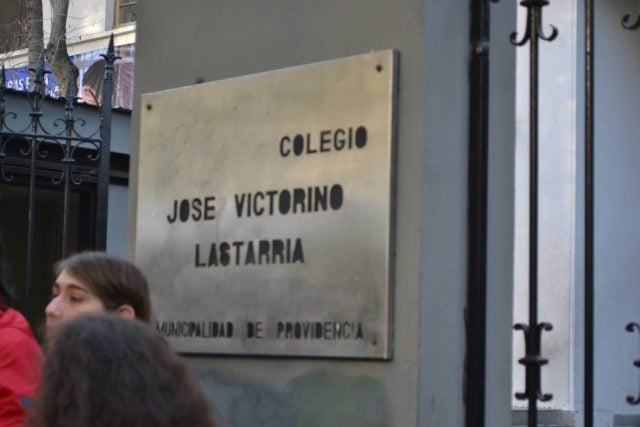 COLEGIO
JOSE VICTORINO
LASTARRIA
MUNICIPALIDAD DE PROVIDENCIA